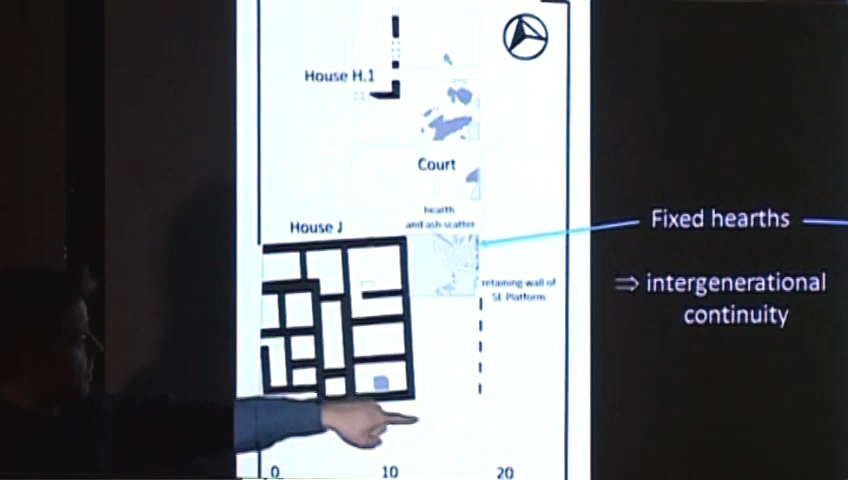 House H.1
Court
hearth
and ash scatter
House J
retaining wall of
SE Platform
0 10 20
Fixed hearths
⇒ intergenerational
continuity